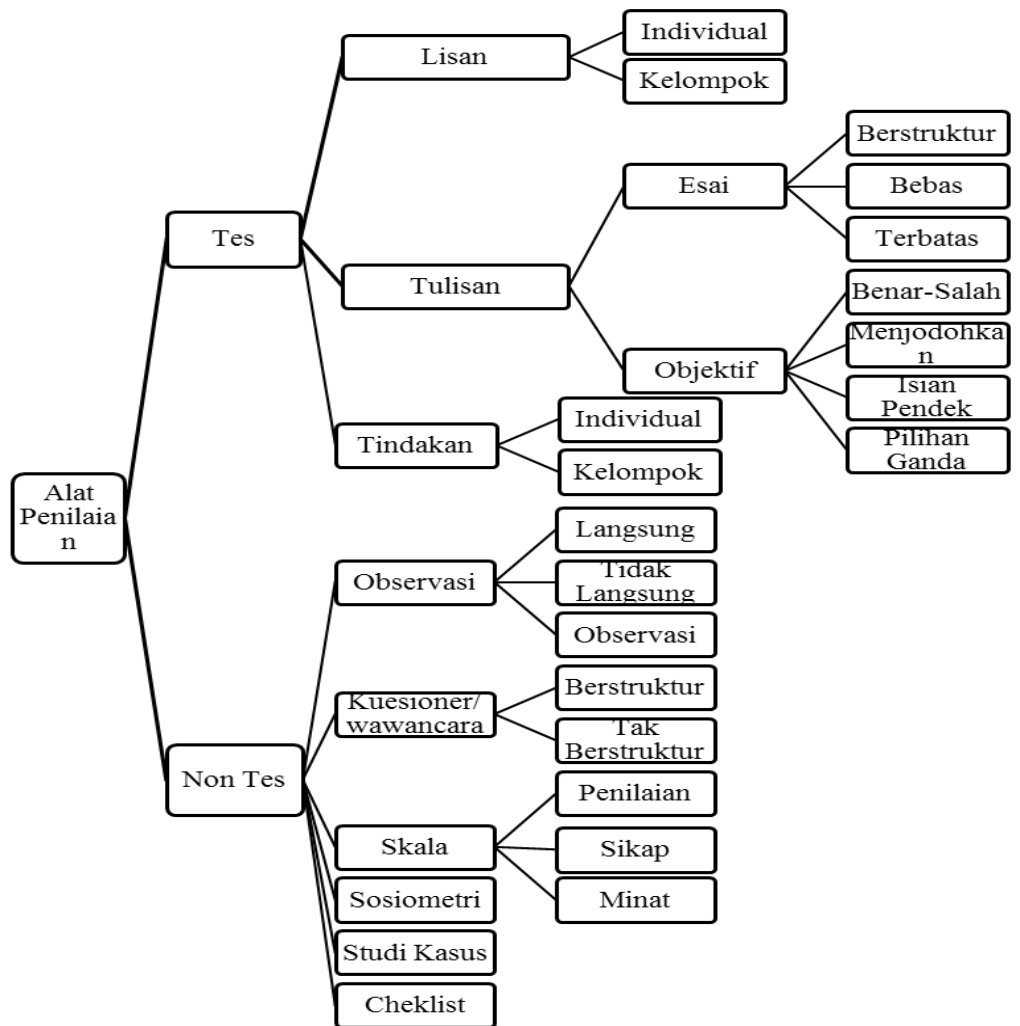 Alat
Penilaia
n
Tes
Lisan
Individual
Kelompok
Tulisan
Esai
Berstruktur
Bebas
Terbatas
Objektif
Benar-Salah
Menjodohka
n
Isian
Pendek
Pilihan
Ganda
Tindakan
Individual
Kelompok
Non Tes
Observasi
Langsung
Tidak
Langsung
Observasi
Kuesioner/
wawancara
Berstruktur
Tak
Berstruktur
Skala
Penilaian
Sikap
Minat
Sosiometri
Studi Kasus
Cheklist